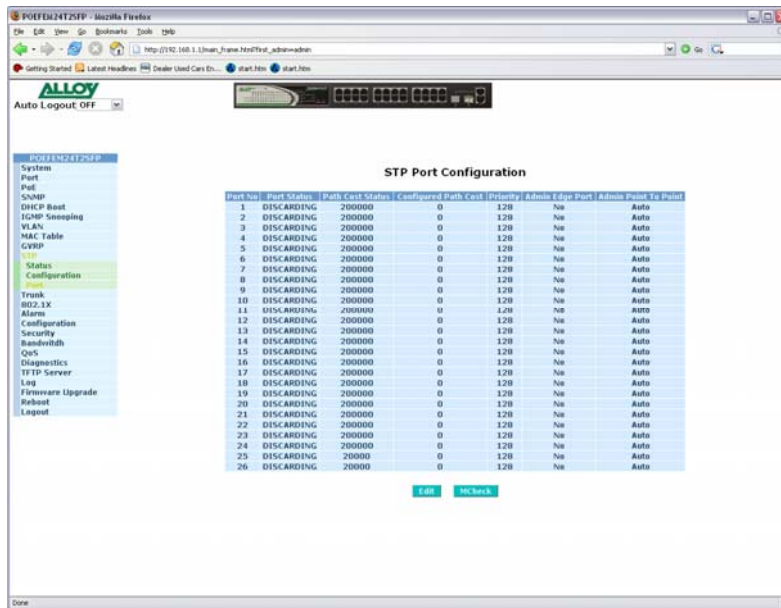 POEFEM24T2SFP - Mozilla Firefox
File Edit View Go Bookmarks Tools Help
http://192.168.1.1/main_frame.html?first_admin=admin
Go
Getting Started Latest Headlines Dealer Used Cars En... start.htm start.htm
ALLOY
Auto Logout OFF
POEFEM24T2SFP
System
Port
PoE
SNMP
DHCP Boot
IGMP Snooping
VLAN
MAC Table
GVRP
STP
Status
Configuration
Port
Trunk
802.1X
Alarm
Configuration
Security
Bandwitdh
QoS
Diagnostics
TFTP Server
Log
Firmware Upgrade
Reboot
Logout
STP Port Configuration
Port No Port Status Path Cost Status Configured Path Cost Priority Admin Edge Port Admin Point To Point
1 DISCARDING 200000 0 128 No Auto
2 DISCARDING 200000 0 128 No Auto
3 DISCARDING 200000 0 128 No Auto
4 DISCARDING 200000 0 128 No Auto
5 DISCARDING 200000 0 128 No Auto
6 DISCARDING 200000 0 128 No Auto
7 DISCARDING 200000 0 128 No Auto
8 DISCARDING 200000 0 128 No Auto
9 DISCARDING 200000 0 128 No Auto
10 DISCARDING 200000 0 128 No Auto
11 DISCARDING 200000 0 128 No Auto
12 DISCARDING 200000 0 128 No Auto
13 DISCARDING 200000 0 128 No Auto
14 DISCARDING 200000 0 128 No Auto
15 DISCARDING 200000 0 128 No Auto
16 DISCARDING 200000 0 128 No Auto
17 DISCARDING 200000 0 128 No Auto
18 DISCARDING 200000 0 128 No Auto
19 DISCARDING 200000 0 128 No Auto
20 DISCARDING 200000 0 128 No Auto
21 DISCARDING 200000 0 128 No Auto
22 DISCARDING 200000 0 128 No Auto
23 DISCARDING 200000 0 128 No Auto
24 DISCARDING 200000 0 128 No Auto
25 DISCARDING 20000 0 128 No Auto
26 DISCARDING 20000 0 128 No Auto
Edit MCheck
Done